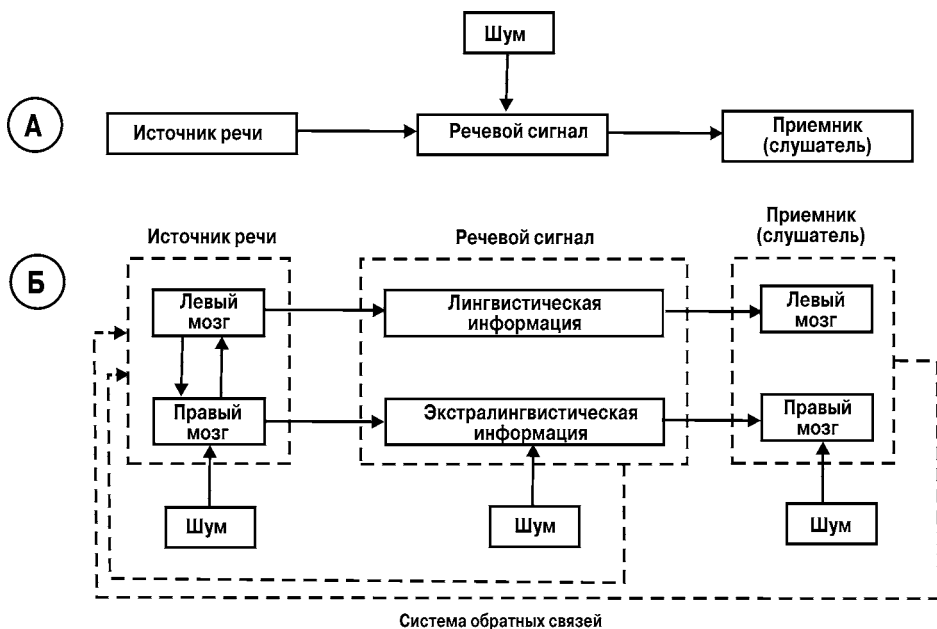 Шум
А
Источник речи
Речевой сигнал
Приемник
(слушатель)
Б
Источник речи
Речевой сигнал
Приемник
(слушатель)
Левый
мозг
Лингвистическая
информация
Левый
мозг
Правый
мозг
Экстралингвистическая
информация
Правый
мозг
Шум
Шум
Шум
Система обратных связей